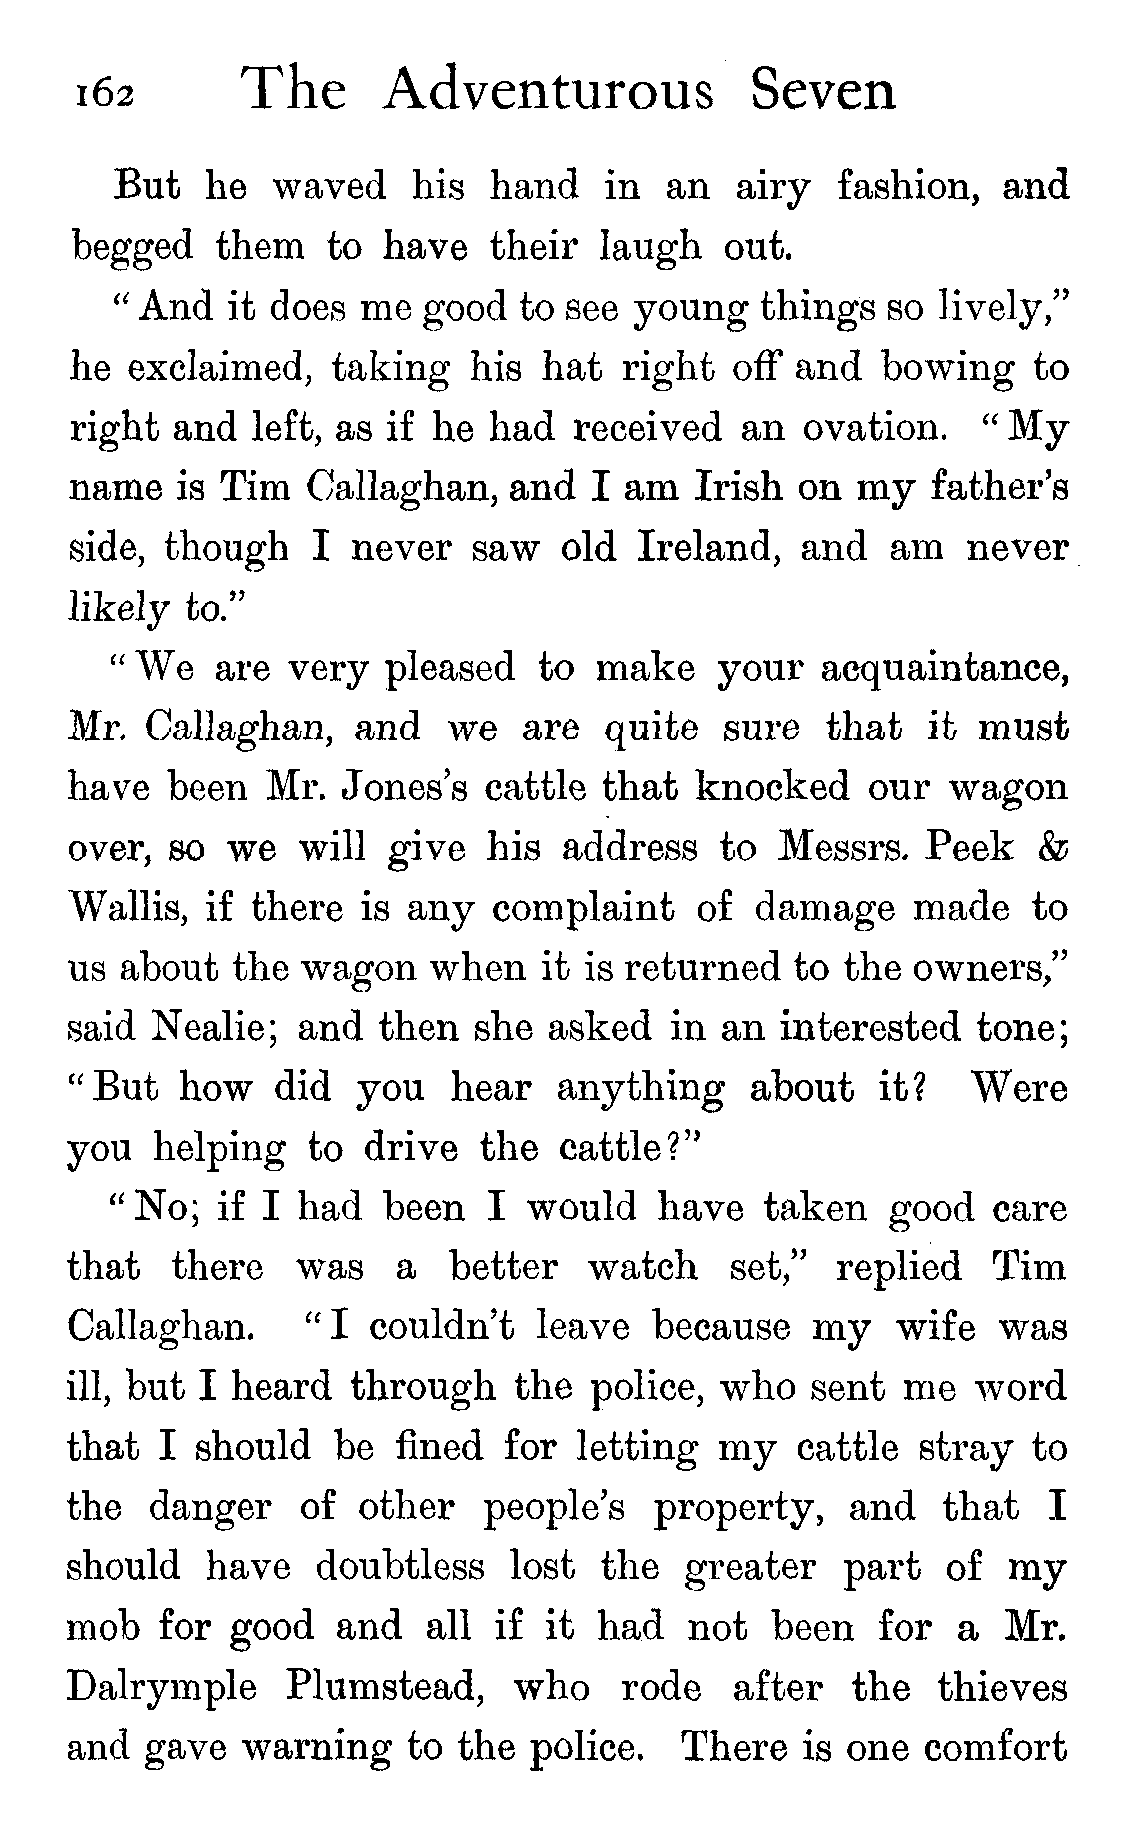 162 The Adventurous Seven
But he waved his hand in an airy fashion, and
begged them to have their laugh out.
“And it does me good to see young things so lively,”
he exclaimed, taking his hat right off and bowing to
right and left, as if he had received an ovation. “My
name is Tim Callaghan, and I am Irish on my father’s
side, though I never saw old Ireland, and am never
likely to.”
“We are very pleased to make your acquaintance,
Mr. Callaghan, and we are quite sure that it must
have been Mr. Jones’s cattle that knocked our wagon
over, so we will give his address to Messrs. Peek &
Wallis, if there is any complaint of damage made to
us about the wagon when it is returned to the owners,”
said Nealie; and then she asked in an interested tone;
“But how did you hear anything about it? Were
you helping to drive the cattle?”
“No; if I had been I would have taken good care
that there was a better watch set,” replied Tim
Callaghan. “I couldn’t leave because my wife was
ill, but I heard through the police, who sent me word
that I should be fined for letting my cattle stray to
the danger of other people’s property, and that I
should have doubtless lost the greater part of my
mob for good and all if it had not been for a Mr.
Dalrymple Plumstead, who rode after the thieves
and gave warning to the police. There is one comfort